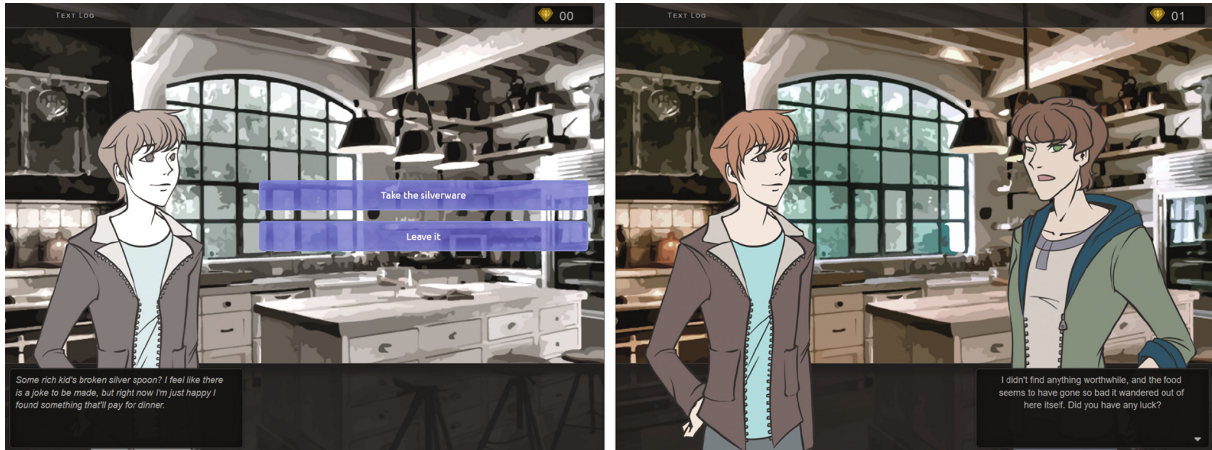 Text Log
00
Take the silverware
Leave it
Some rich kid's broken silver spoon? I feel like there
is a joke to be made, but right now I'm just happy I
found something that'll pay for dinner.
Text Log
01
I didn't find anything worthwhile, and the food
seems to have gone so bad it wandered out of
here itself. Did you have any luck?